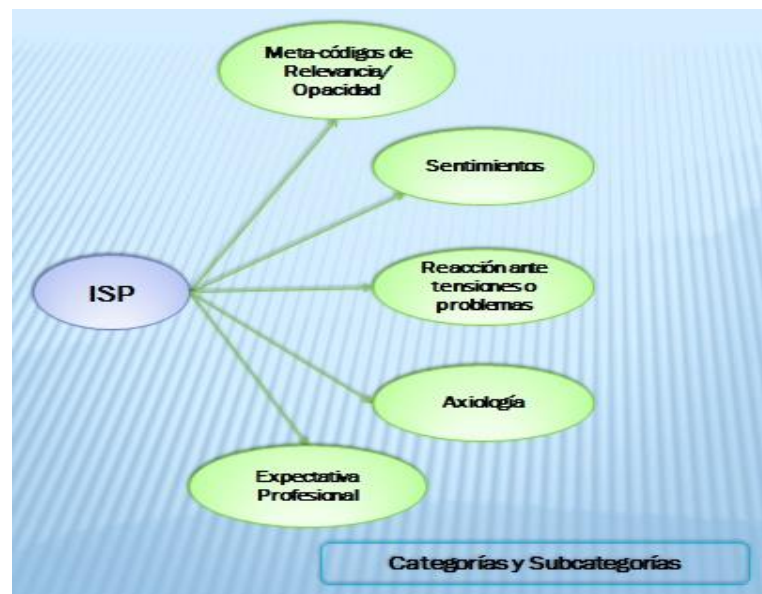 Meta-códigos de
Relevancia/
Opacidad
Sentimientos
ISP
Reacción ante
tensiones o
problemas
Axiología
Expectativa
Profesional
Categorías y Subcategorías